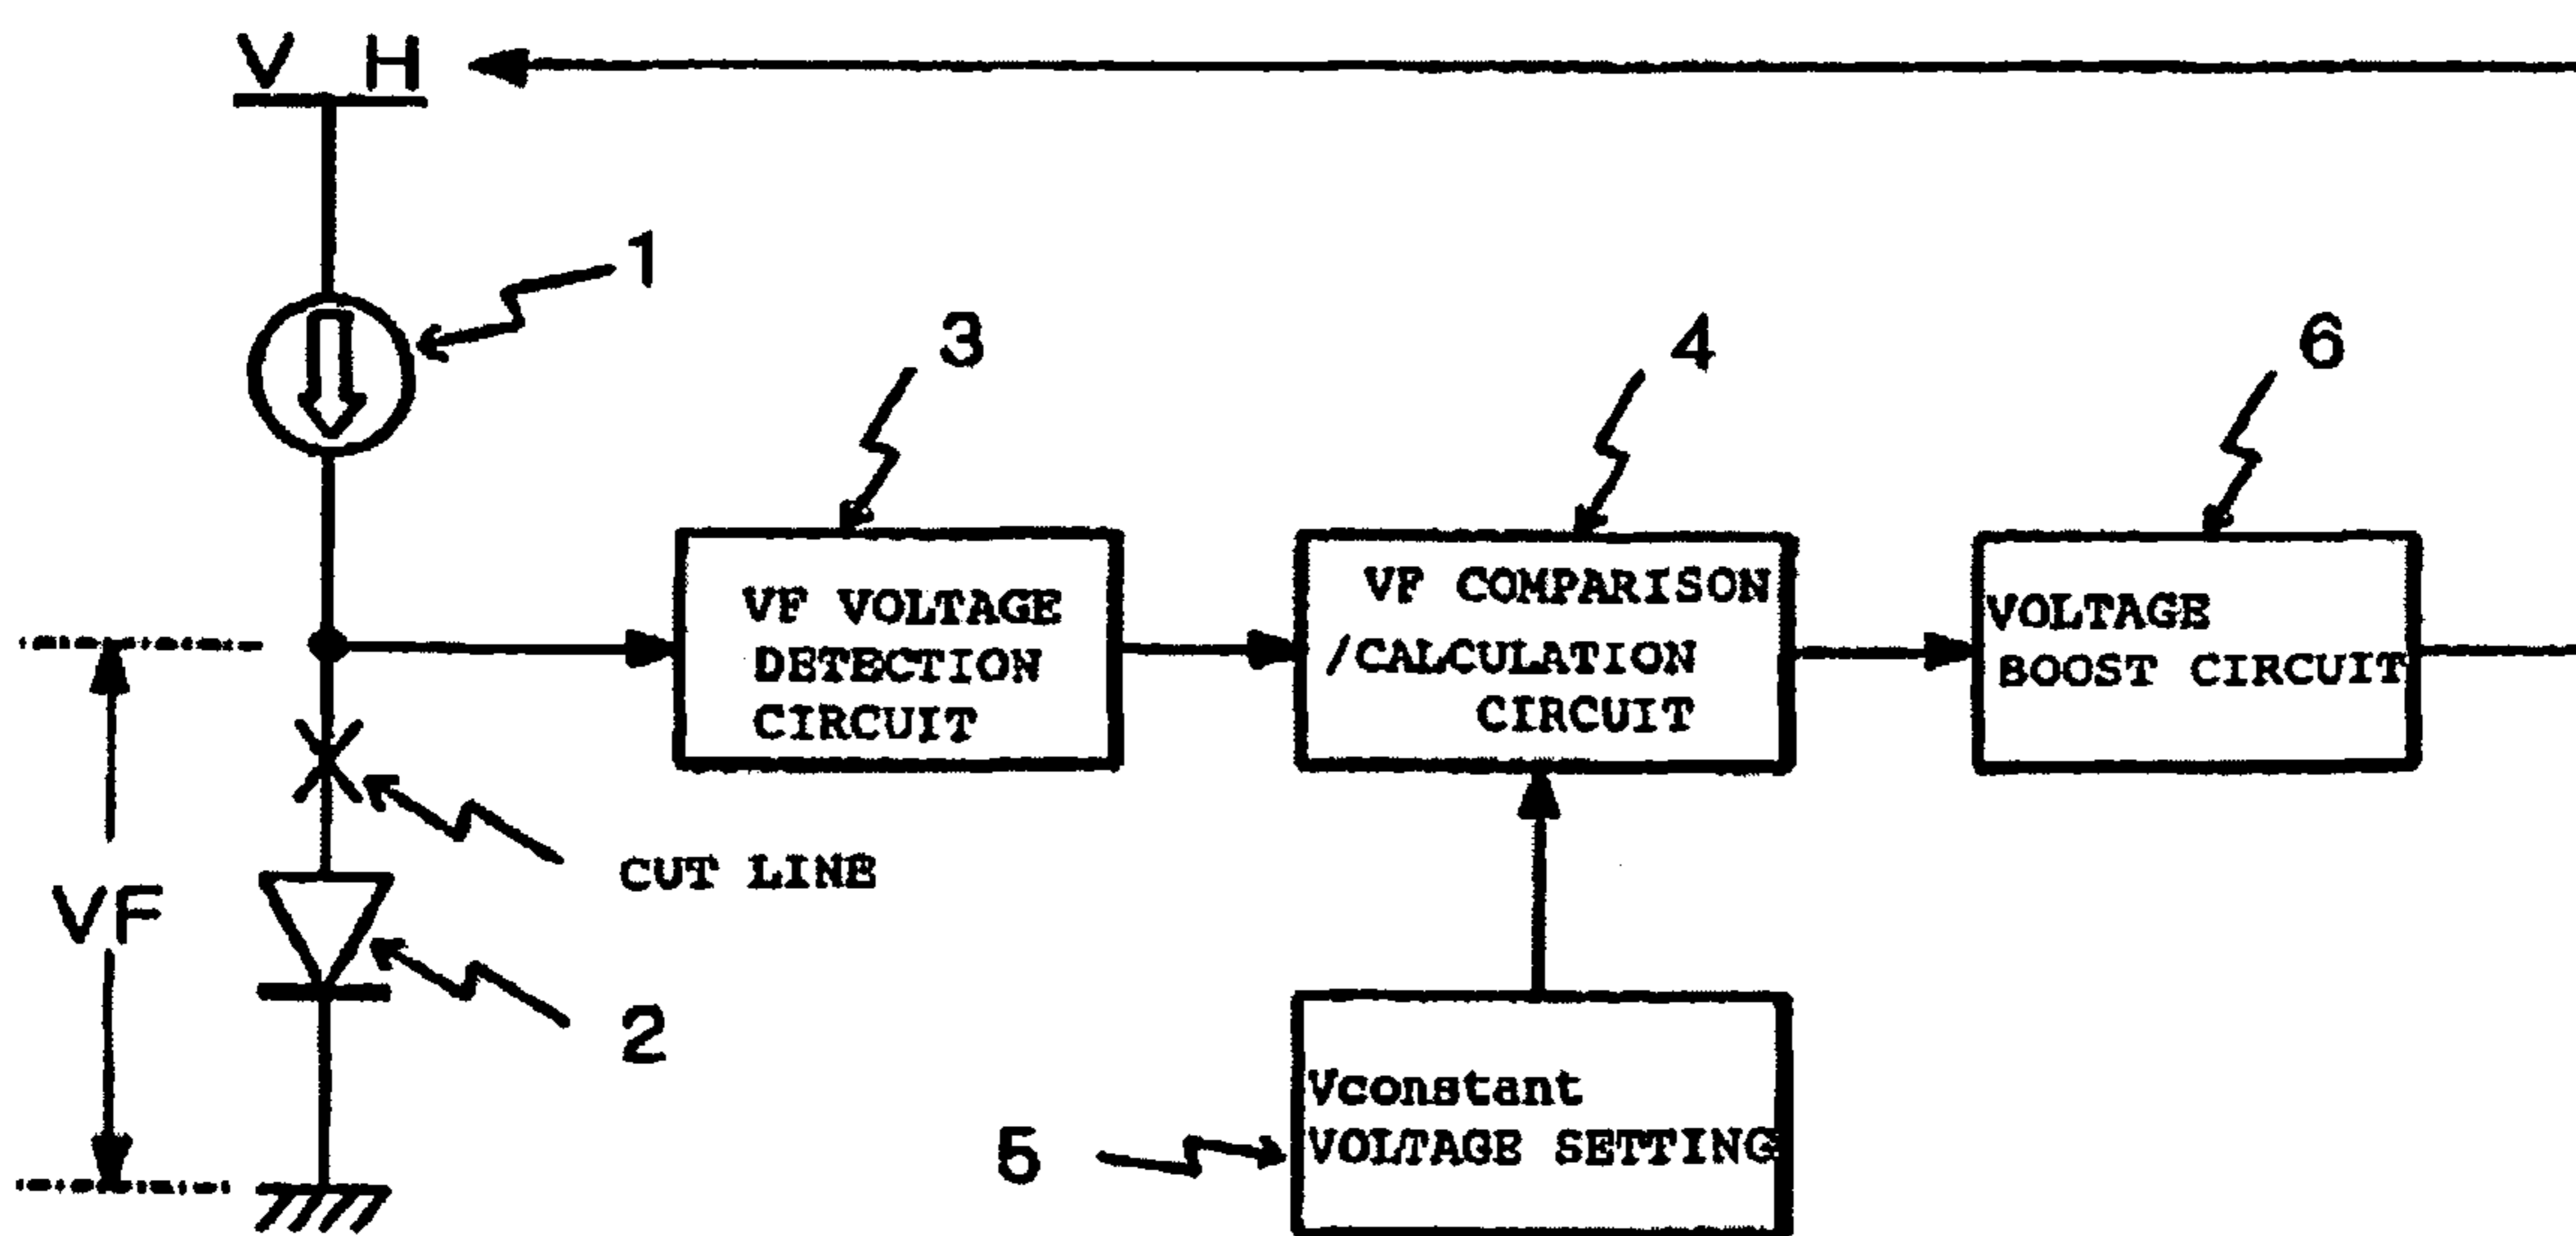 V H
1
3
4
6
VF VOLTAGE
DETECTION
CIRCUIT
VF COMPARISON
/CALCULATION
CIRCUIT
VOLTAGE
BOOST CIRCUIT
CUT LINE
VF
2
5
Vconstant
VOLTAGE SETTING